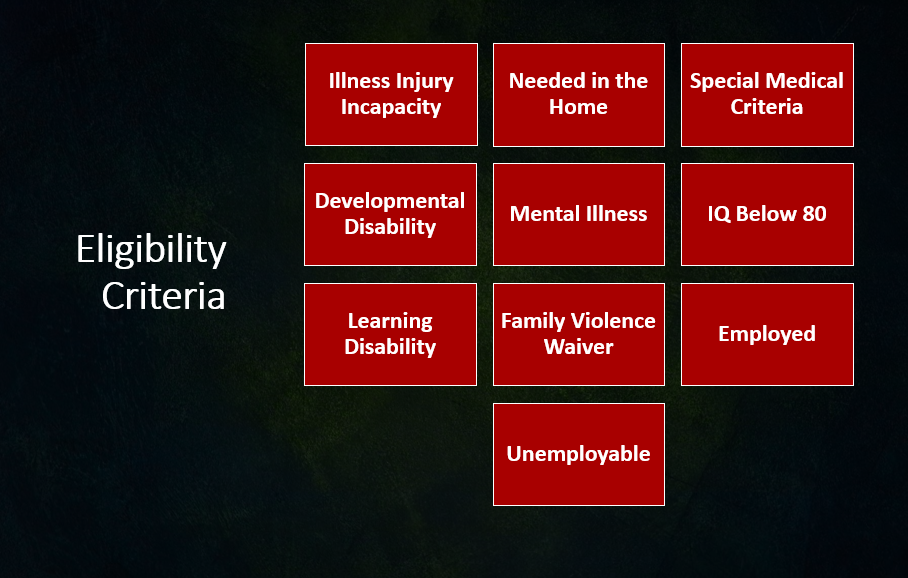 Eligibility
Criteria
Illness Injury
Incapacity
Needed in the
Home
Special Medical
Criteria
Developmental
Disability
Mental Illness
IQ Below 80
Learning
Disability
Family Violence
Waiver
Employed
Unemployable